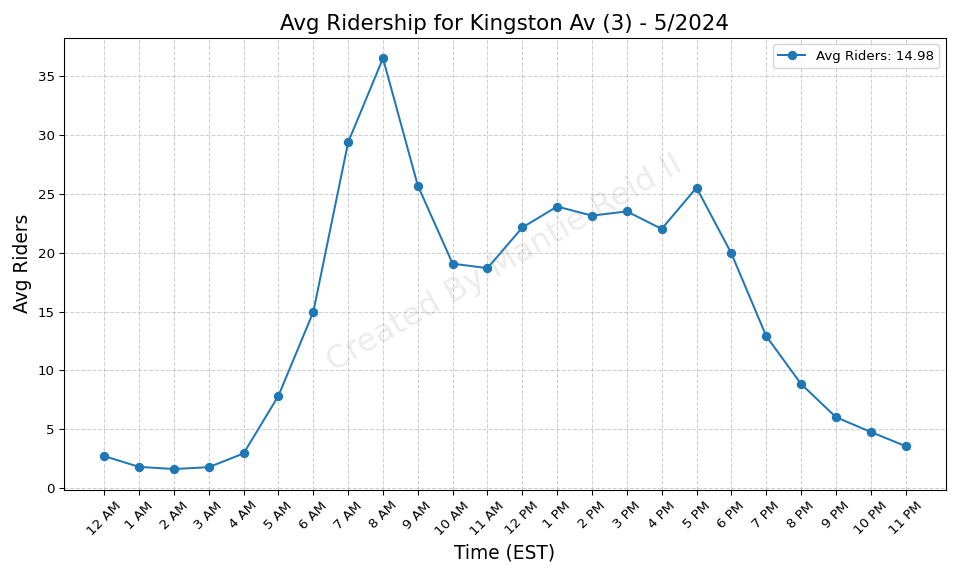 Avg Ridership for Kingston Av (3) - 5/2024
Avg Riders: 14.98
Avg Riders
35
30
25
20
15
10
5
0
Created By Mantle Reid II
12 AM
1 AM
2 AM
3 AM
4 AM
5 AM
6 AM
7 AM
8 AM
9 AM
10 AM
11 AM
12 PM
1 PM
2 PM
3 PM
4 PM
5 PM
6 PM
7 PM
8 PM
9 PM
10 PM
11 PM
Time (EST)